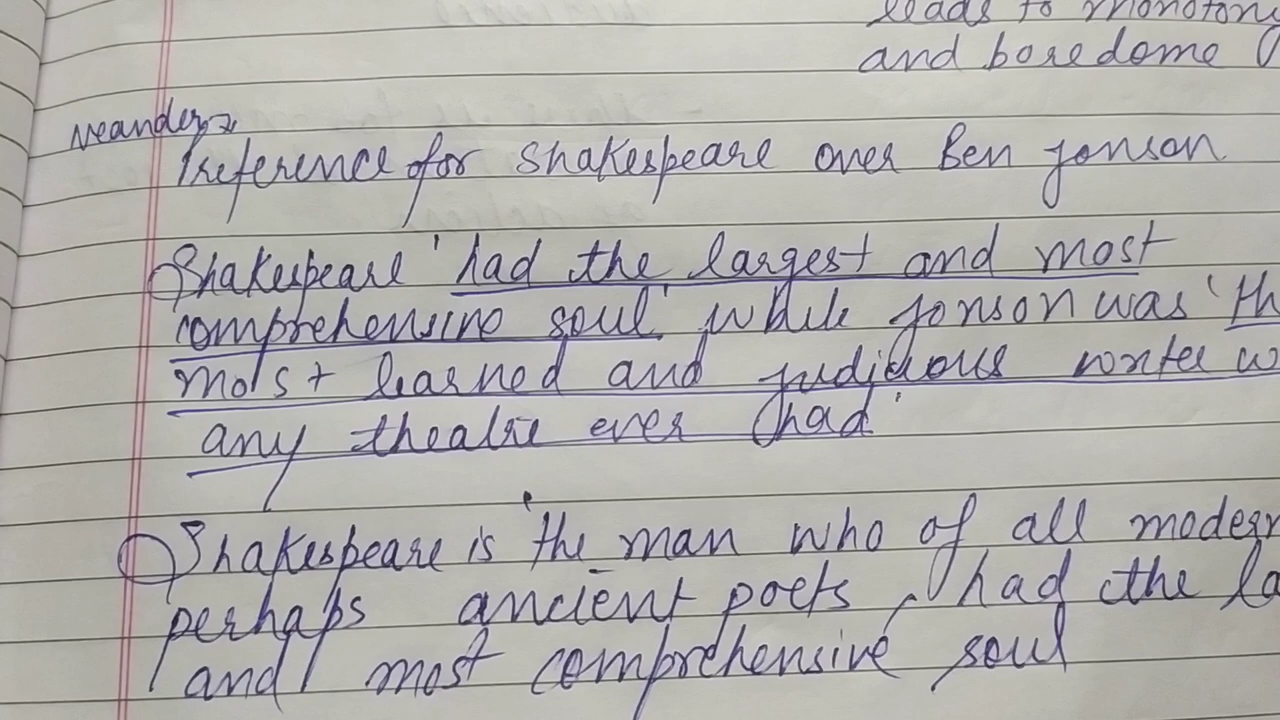 leads to monotony
and boredome
Neander
Preference for Shakespeare over Ben Jonson
Shakespeare 'had the largest and most
comprehensive soul' while Jonson was 'th
most learned and judicious writer w
any theatre ever had'
Shakespeare is 'the man who of all modern
perhaps ancient poets, had the la
and most comprehensive soul